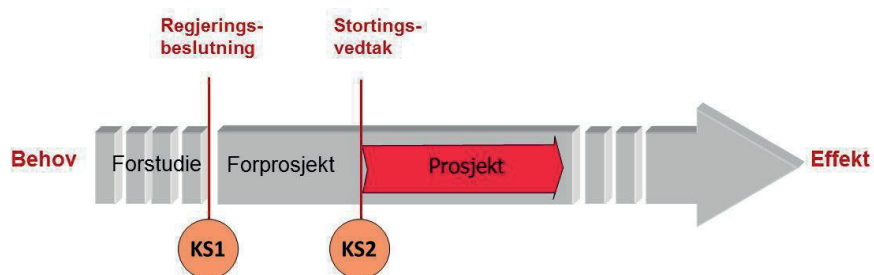 Regjerings-
beslutning
Stortings-
vedtak
Behov
Forstudie
Forprosjekt
Prosjekt
Effekt
KS1
KS2